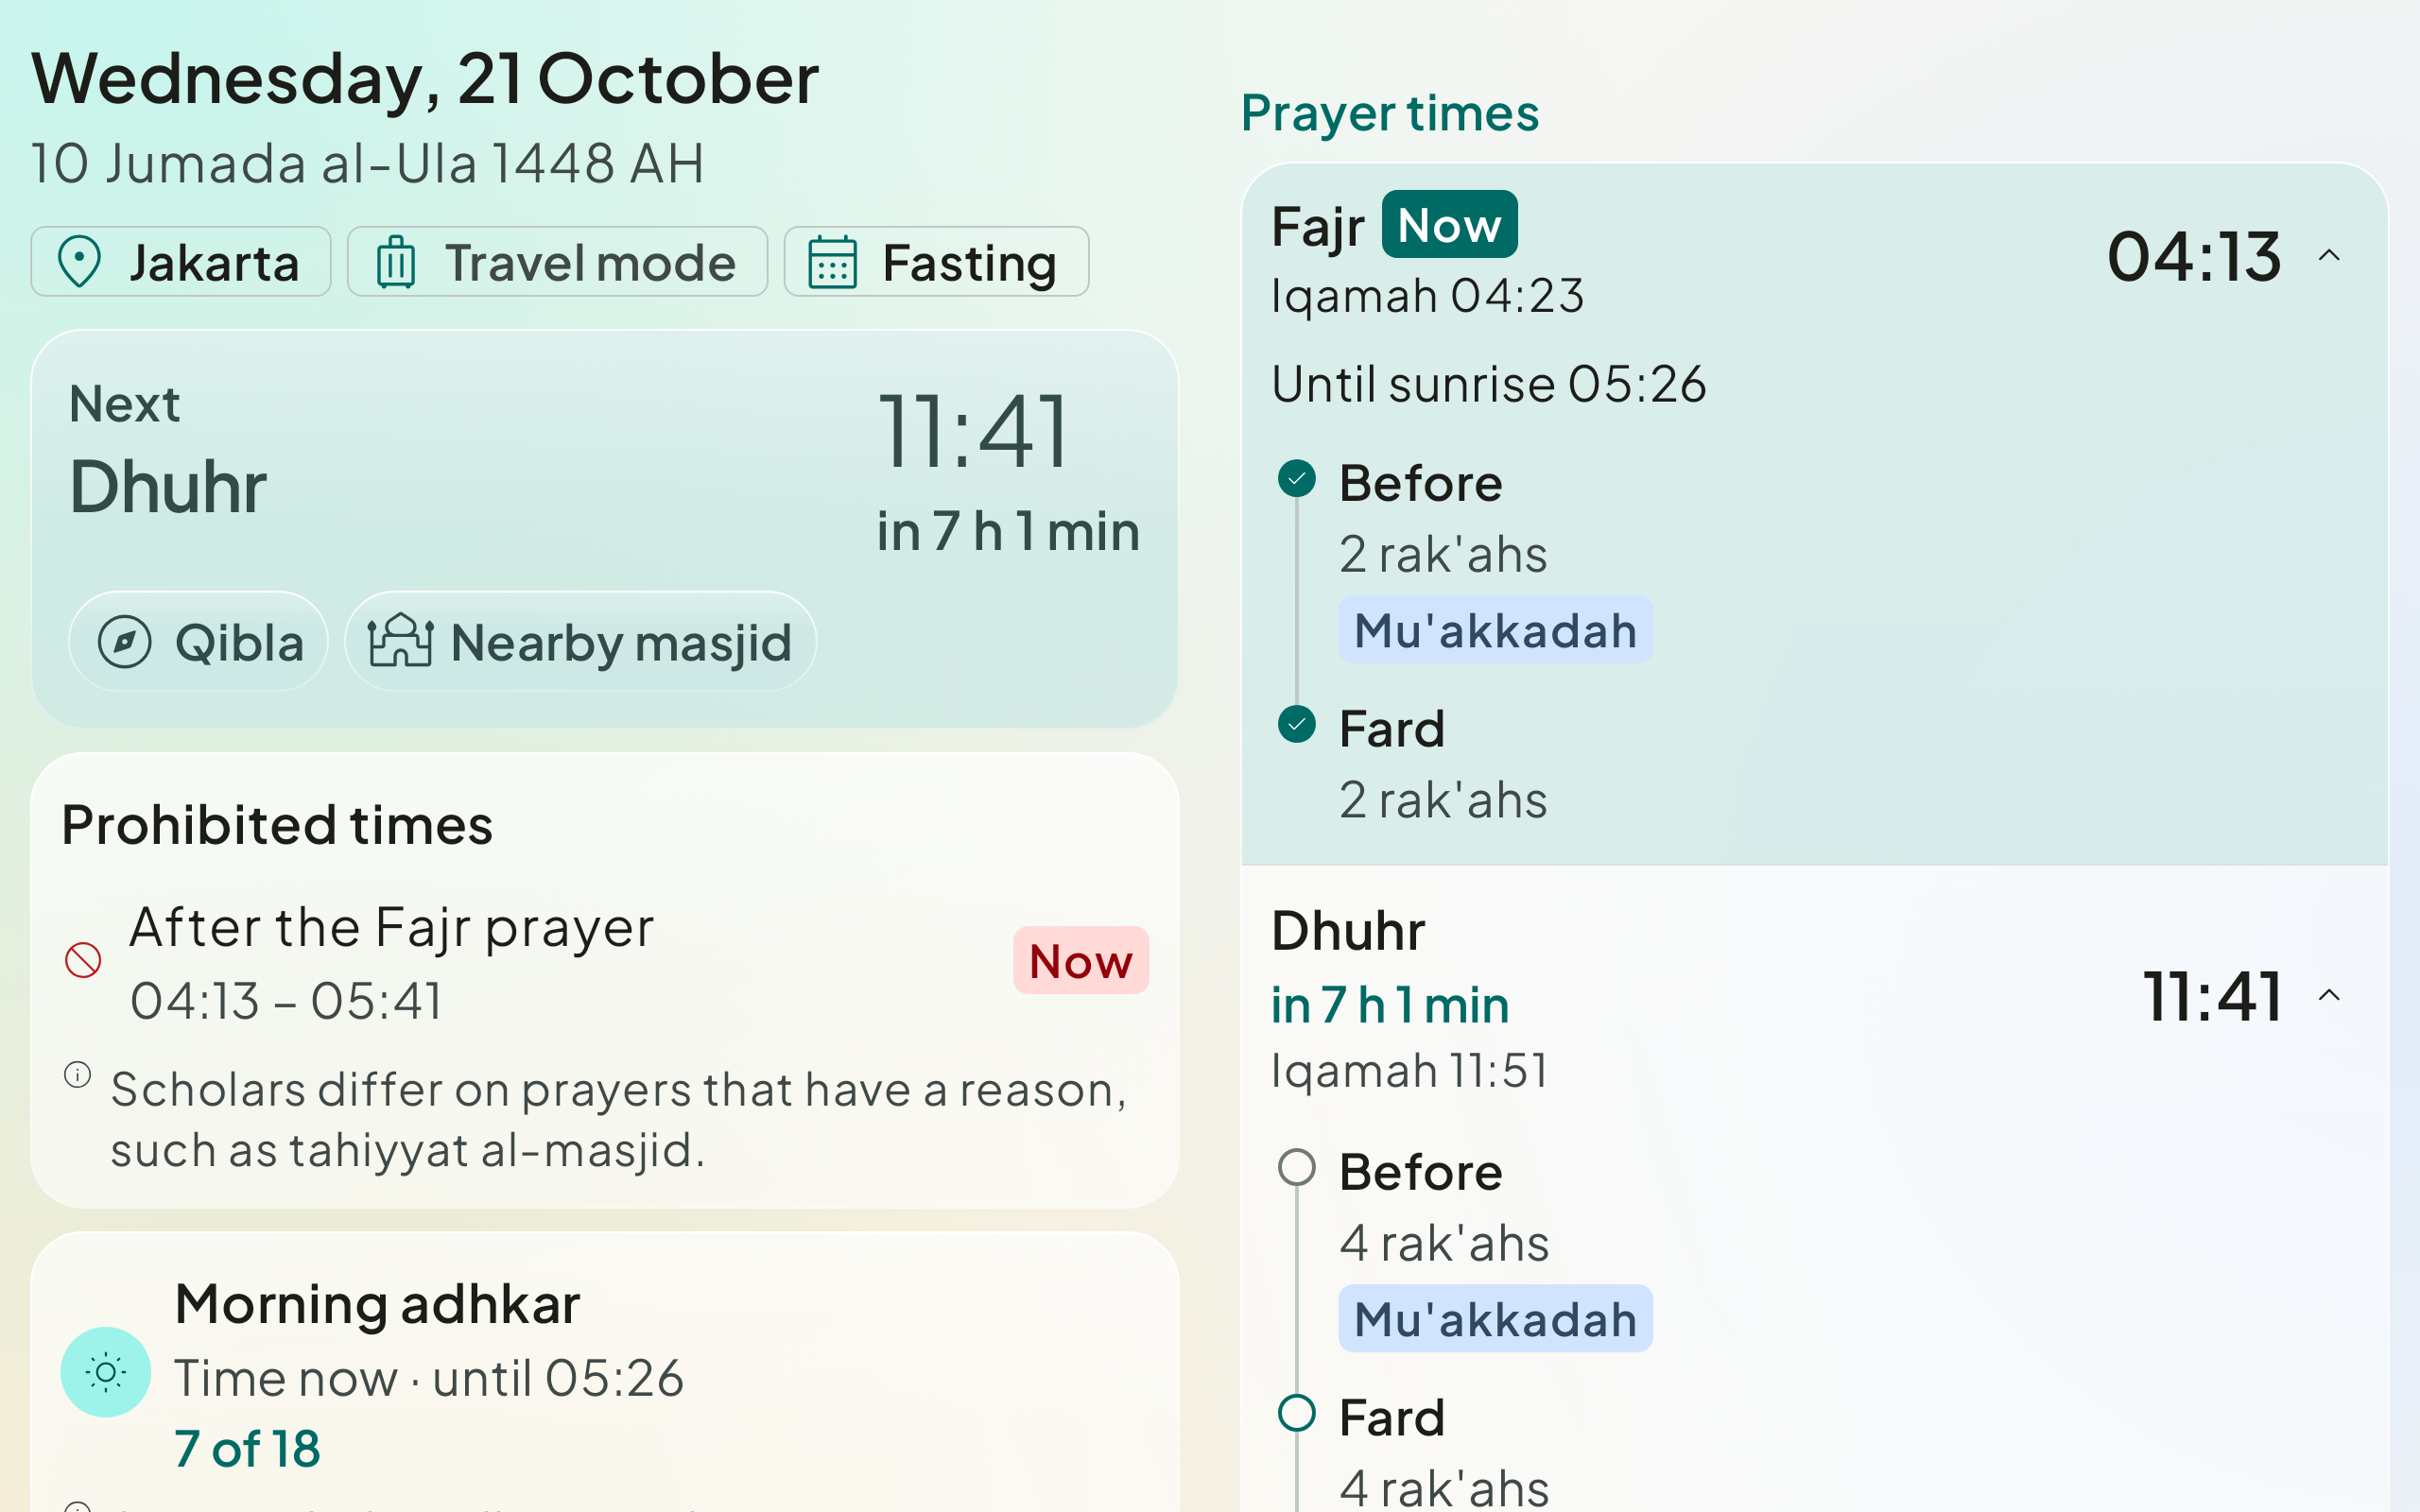 Wednesday, 21 October
10 Jumada al-Ula 1448 AH
Jakarta
Travel mode
Fasting
Next
Dhuhr
11:41
in 7 h 1 min
Qibla
Nearby masjid
Prohibited times
After the Fajr prayer
04:13 – 05:41
Now
Scholars differ on prayers that have a reason,
such as tahiyyat al-masjid.
Morning adhkar
Time now · until 05:26
7 of 18
Prayer times
Fajr Now
04:13
Iqamah 04:23
Until sunrise 05:26
Before
2 rak'ahs
Mu'akkadah
Fard
2 rak'ahs
Dhuhr
in 7 h 1 min
11:41
Iqamah 11:51
Before
4 rak'ahs
Mu'akkadah
Fard
4 rak'ahs